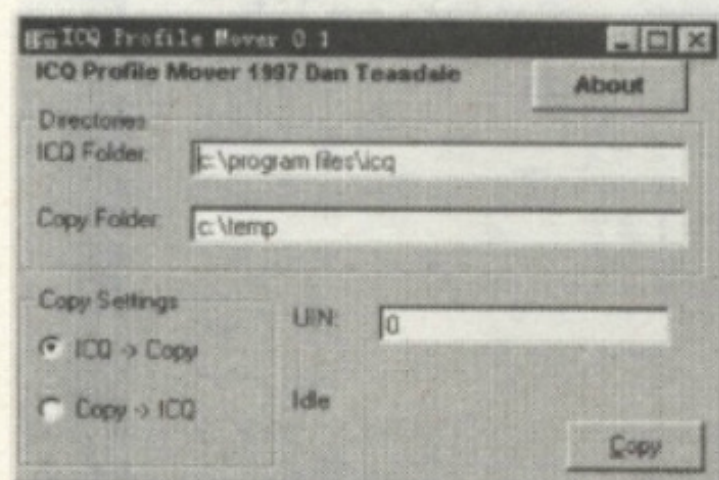 ICQ Profile Mover 0.1
ICQ Profile Mover 1997 Dan Teasdale
About
Directories
ICQ Folder:
c:\program files\icq
Copy Folder:
c:\temp
Copy Settings
ICQ -> Copy
Copy -> ICQ
UIN:
0
Idle
Copy